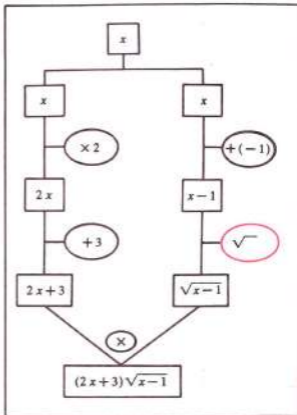 x
x x
×2 +(−1)
2x x−1
+3 √
2x+3 √x−1
×
(2x+3)√x−1